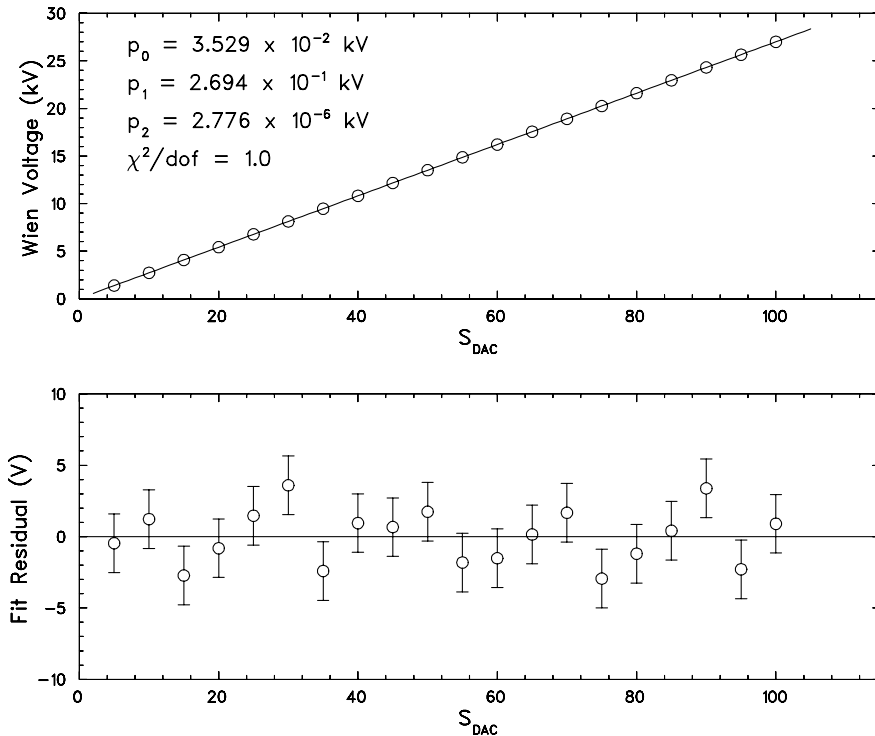 30
25
20
15
10
5
0
Wien Voltage (kV)
p₀ = 3.529 x 10⁻² kV
p₁ = 2.694 x 10⁻¹ kV
p₂ = 2.776 x 10⁻⁶ kV
χ²/dof = 1.0
0 20 40 60 80 100
S_DAC
10
5
0
−5
−10
Fit Residual (V)
0 20 40 60 80 100
S_DAC